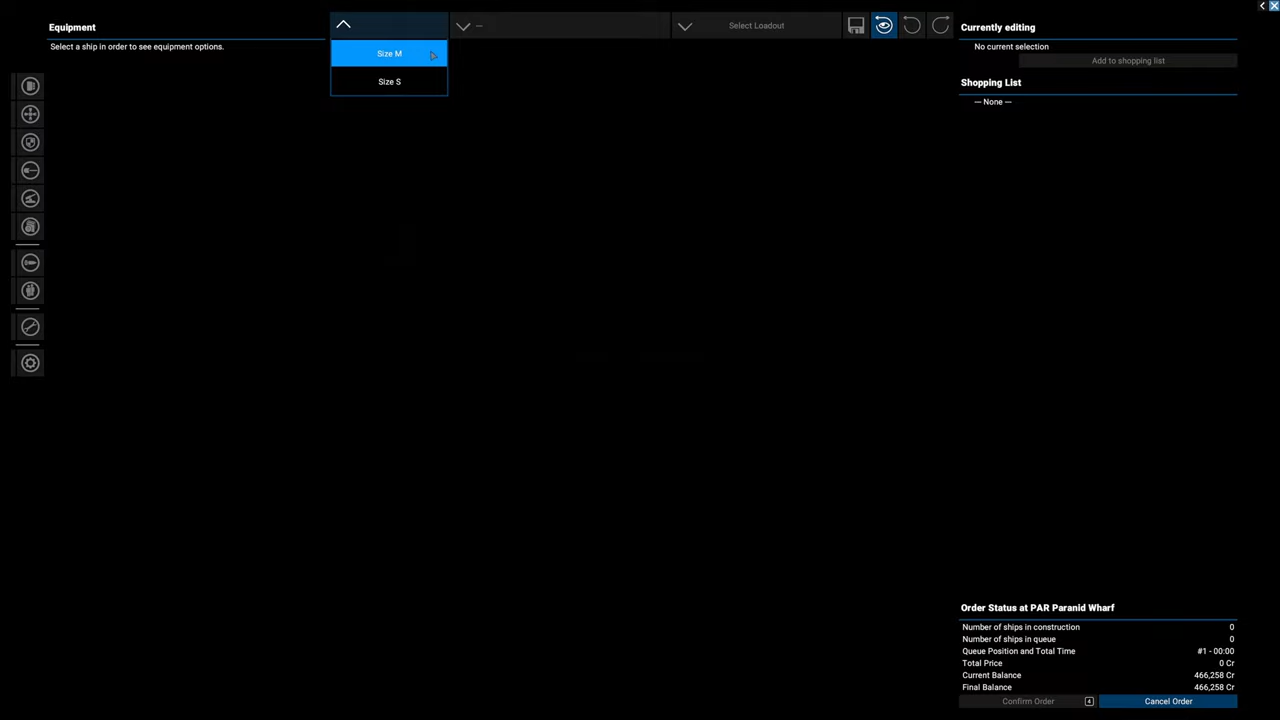 Equipment
Select a ship in order to see equipment options.
Size M
Size S
—
Select Loadout
Currently editing
No current selection
Add to shopping list
Shopping List
— None —
Order Status at PAR Paranid Wharf
Number of ships in construction 0
Number of ships in queue 0
Queue Position and Total Time #1 - 00:00
Total Price 0 Cr
Current Balance 466,258 Cr
Final Balance 466,258 Cr
Confirm Order 4
Cancel Order